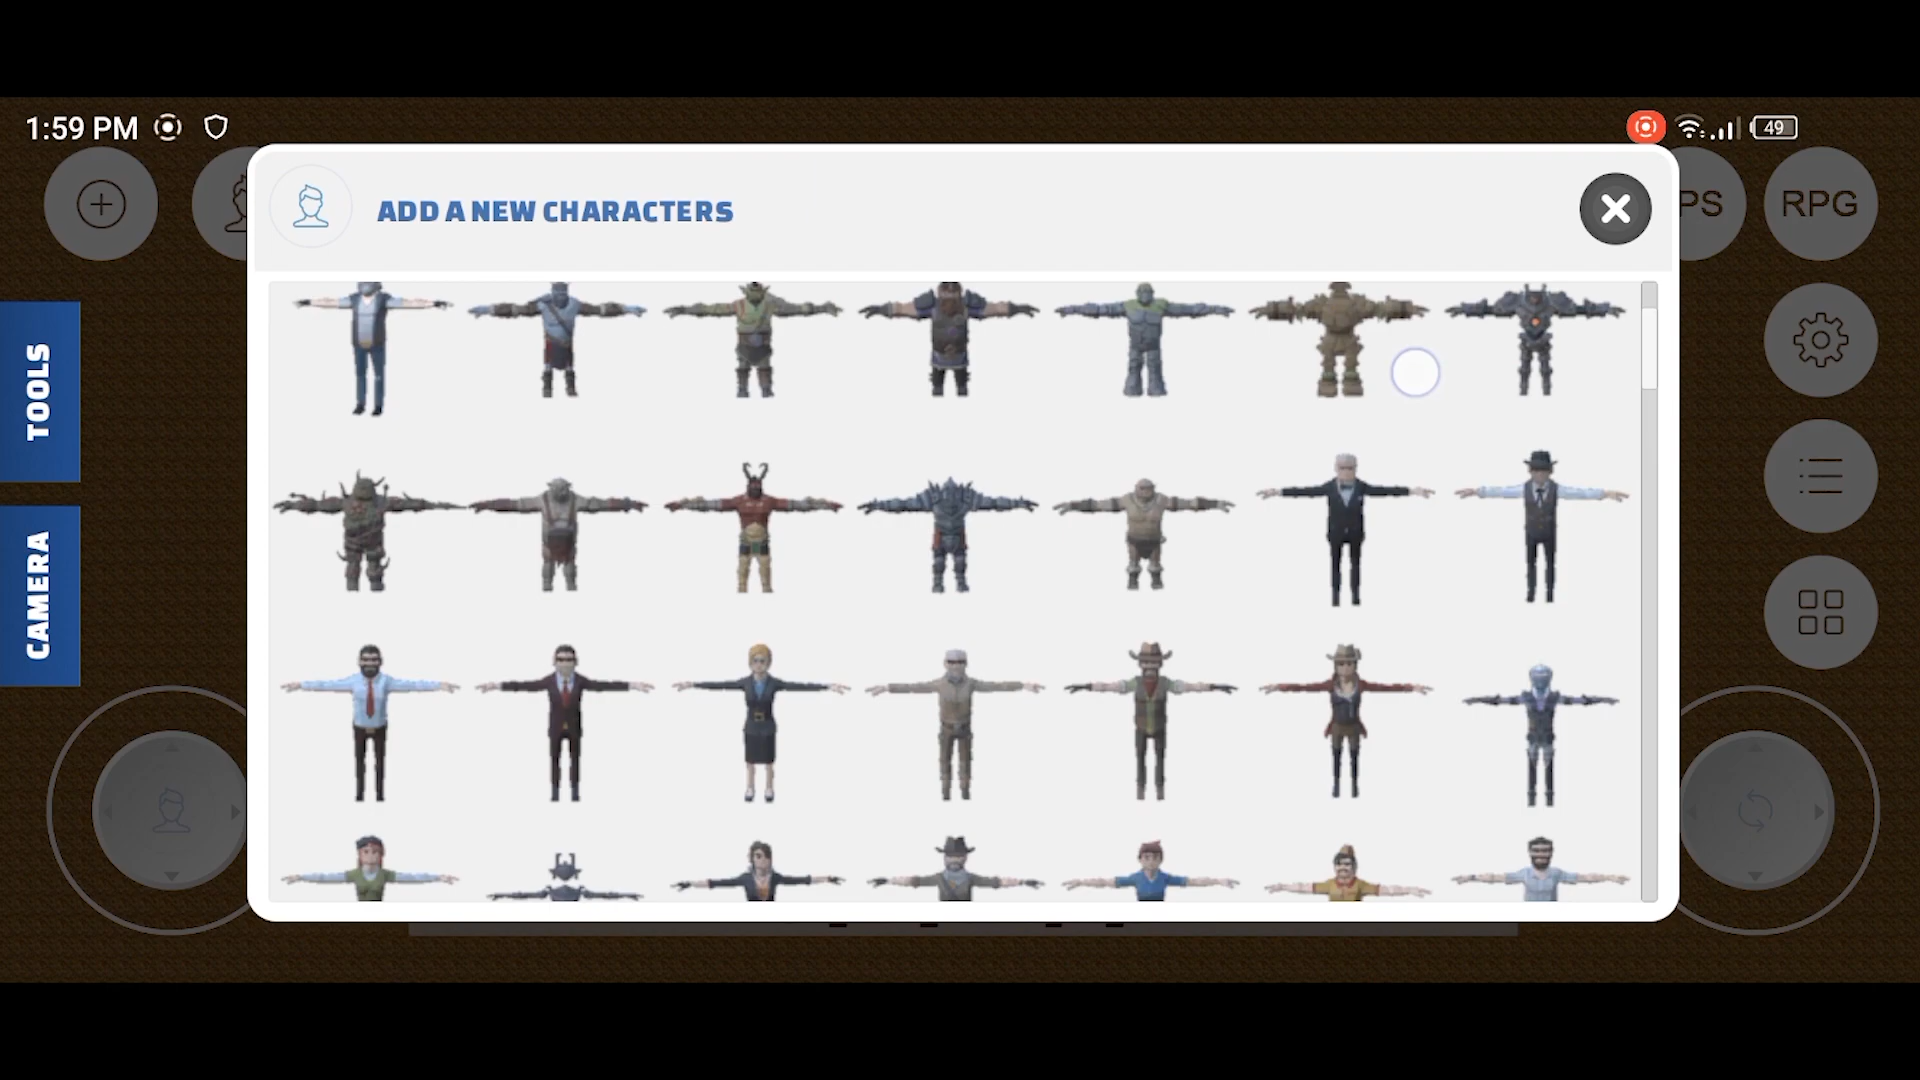 1:59 PM
49
ADD A NEW CHARACTERS
PS
RPG
TOOLS
CAMERA